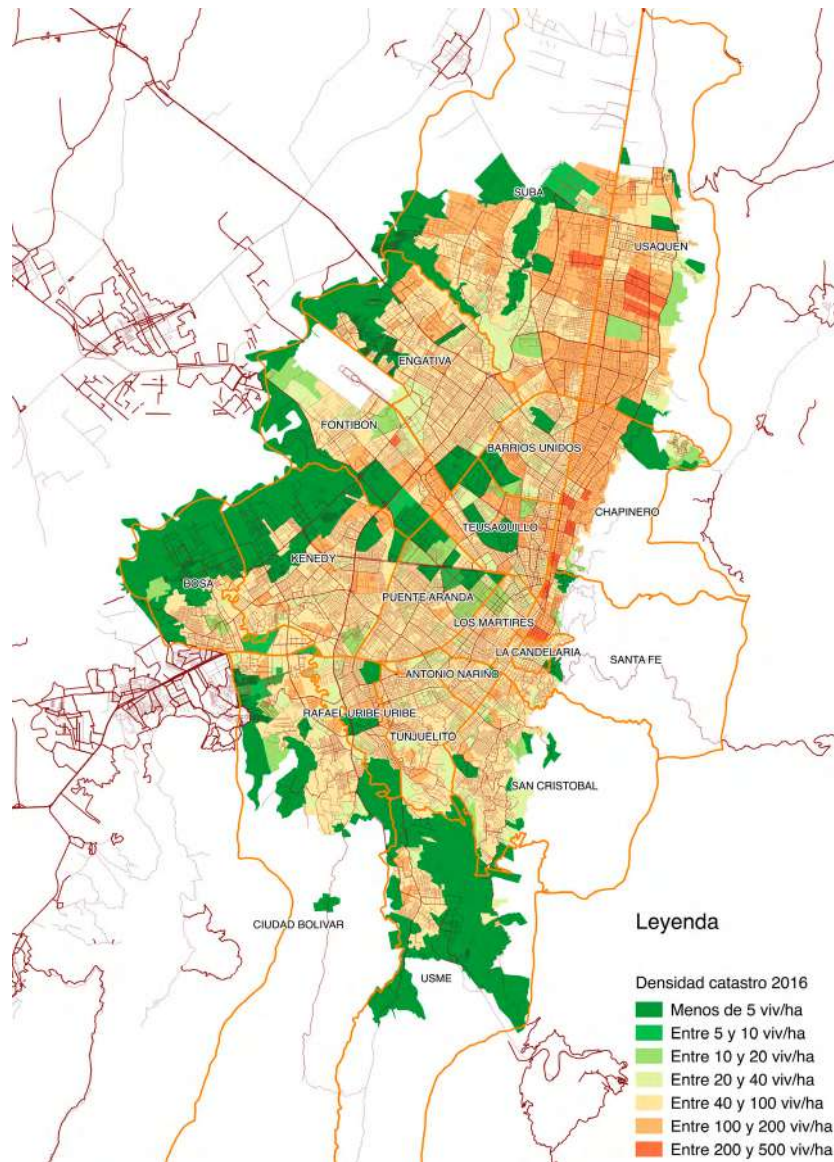 SUBA
USAQUEN
ENGATIVA
FONTIBON
BARRIOS UNIDOS
CHAPINERO
TEUSAQUILLO
KENEDY
BOSA
PUENTE ARANDA
LOS MARTIRES
LA CANDELARIA
SANTA FE
ANTONIO NARIÑO
RAFAEL URIBE URIBE
TUNJUELITO
SAN CRISTOBAL
CIUDAD BOLIVAR
USME
Leyenda
Densidad catastro 2016
Menos de 5 viv/ha
Entre 5 y 10 viv/ha
Entre 10 y 20 viv/ha
Entre 20 y 40 viv/ha
Entre 40 y 100 viv/ha
Entre 100 y 200 viv/ha
Entre 200 y 500 viv/ha